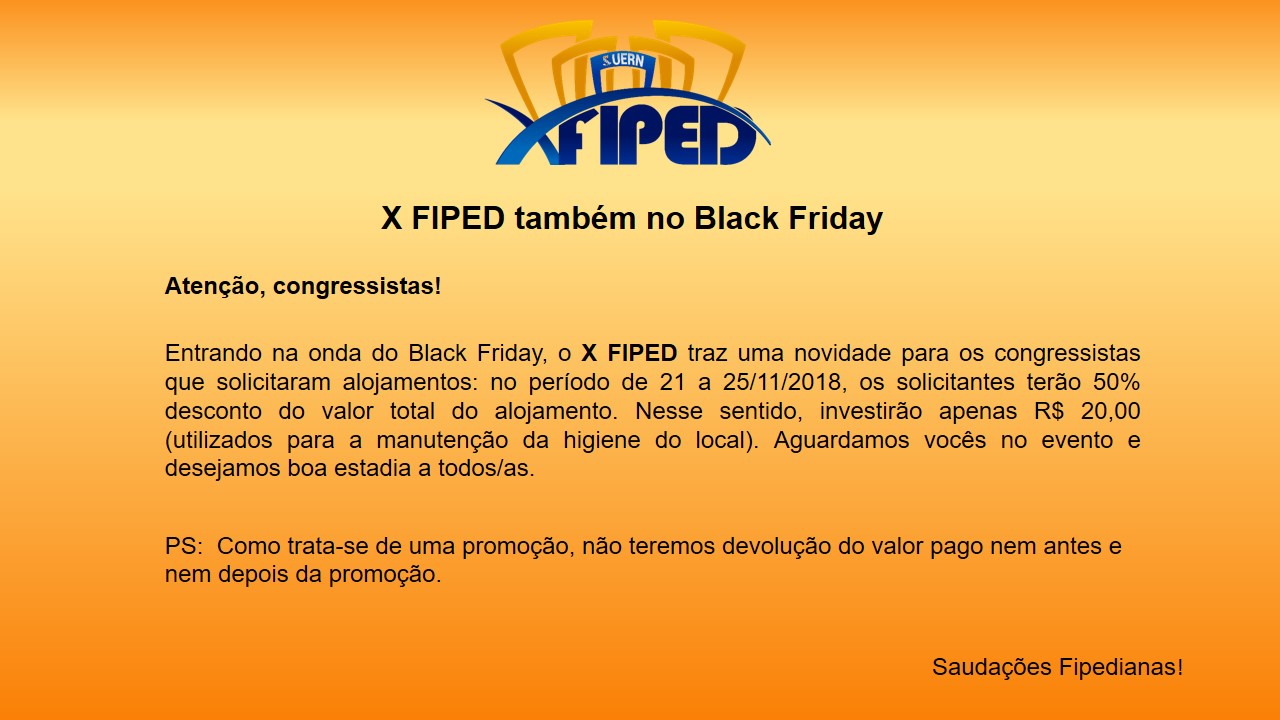 UERN
XFIPED
X FIPED também no Black Friday
Atenção, congressistas!
Entrando na onda do Black Friday, o X FIPED traz uma novidade para os congressistas
que solicitaram alojamentos: no período de 21 a 25/11/2018, os solicitantes terão 50%
desconto do valor total do alojamento. Nesse sentido, investirão apenas R$ 20,00
(utilizados para a manutenção da higiene do local). Aguardamos vocês no evento e
desejamos boa estadia a todos/as.
PS:  Como trata-se de uma promoção, não teremos devolução do valor pago nem antes e
nem depois da promoção.
Saudações Fipedianas!